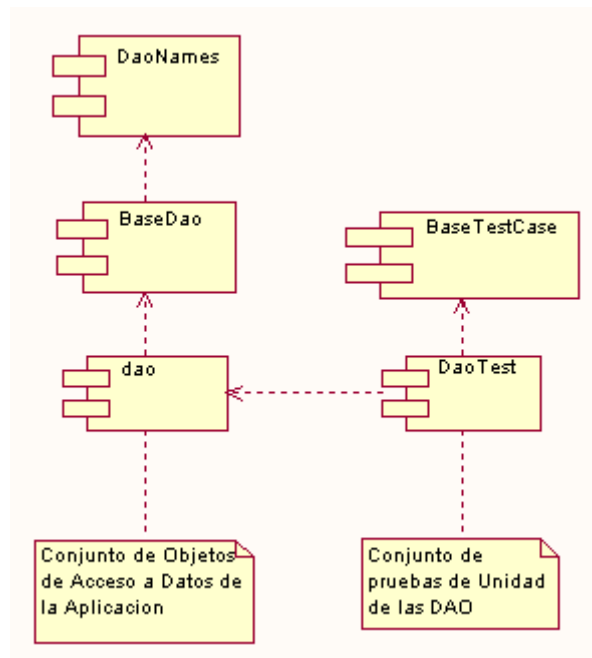 DaoNames
BaseDao
BaseTestCase
dao
DaoTest
Conjunto de Objetos
de Acceso a Datos de
la Aplicacion
Conjunto de
pruebas de Unidad
de las DAO